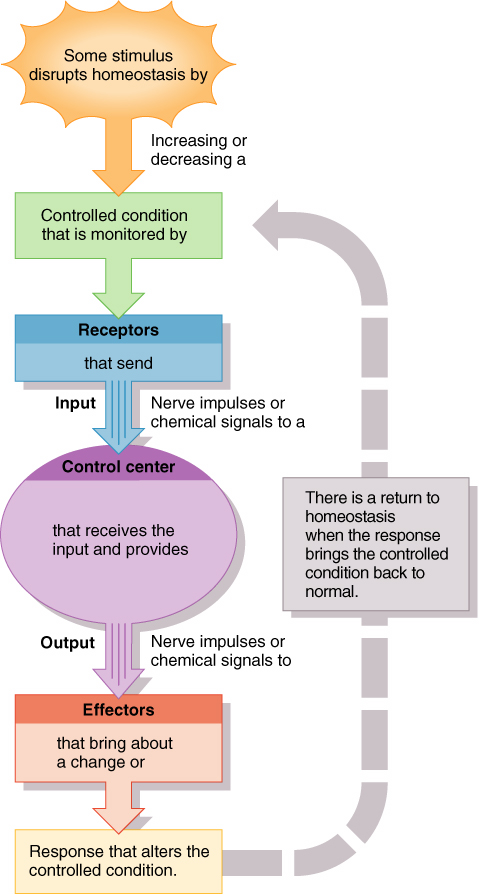 Some stimulus
disrupts homeostasis by
Increasing or
decreasing a
Controlled condition
that is monitored by
Receptors
that send
Input
Nerve impulses or
chemical signals to a
Control center
that receives the
input and provides
Output
Nerve impulses or
chemical signals to
Effectors
that bring about
a change or
Response that alters the
controlled condition.
There is a return to
homeostasis
when the response
brings the controlled
condition back to
normal.